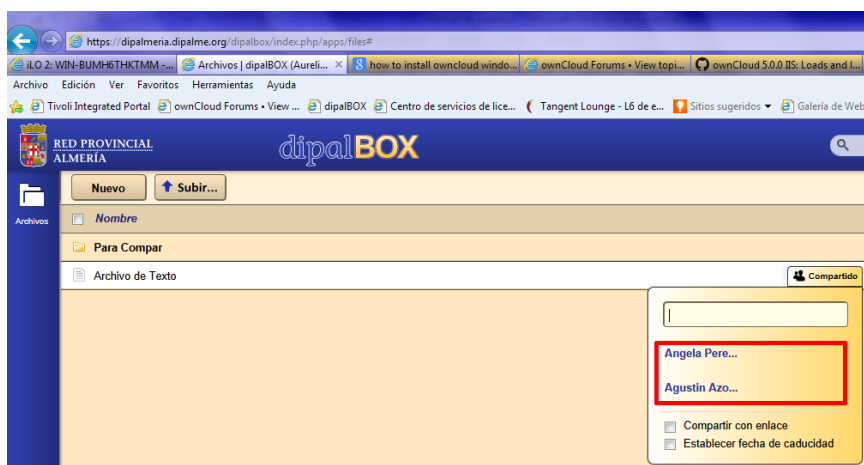 https://dipalmeria.dipalme.org/dipalbox/index.php/apps/files#
iLO 2: WIN-BUMH6THKTMM -... Archivos | dipalBOX (Aureli... × how to install owncloud windo... ownCloud Forums • View topi... ownCloud 5.0.0 IIS: Loads and l...
Archivo Edición Ver Favoritos Herramientas Ayuda
Tivoli Integrated Portal ownCloud Forums • View ... dipalBOX Centro de servicios de lice... Tangent Lounge - L6 de e... Sitios sugeridos Galería de Web
RED PROVINCIAL
ALMERÍA
dipalBOX
Nuevo Subir...
Archivos
Nombre
Para Compar
Archivo de Texto Compartido
Angela Pere...
Agustin Azo...
Compartir con enlace
Establecer fecha de caducidad